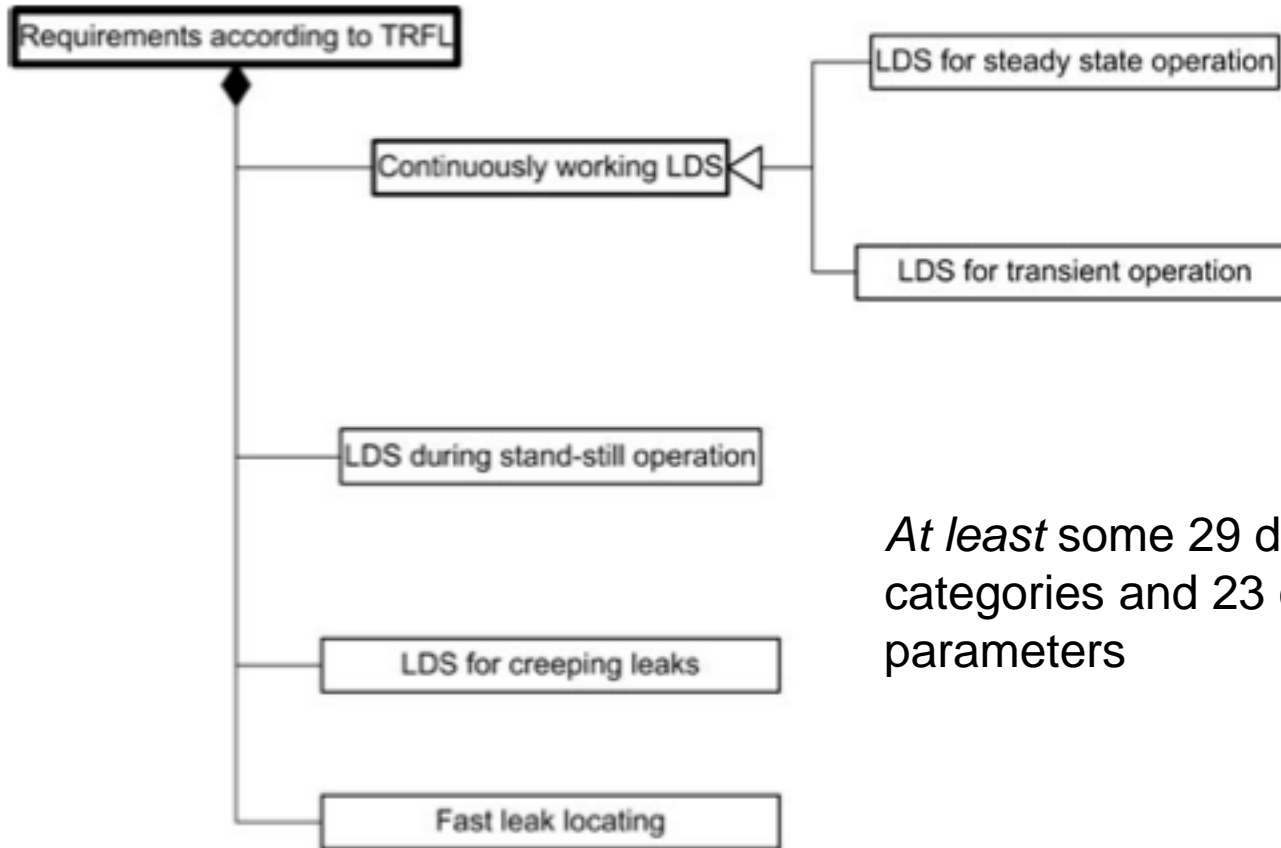 Requirements according to TRFL
LDS for steady state operation
Continuously working LDS
LDS for transient operation
LDS during stand-still operation
At least some 29
categories and 23
parameters
LDS for creeping leaks
Fast leak locating